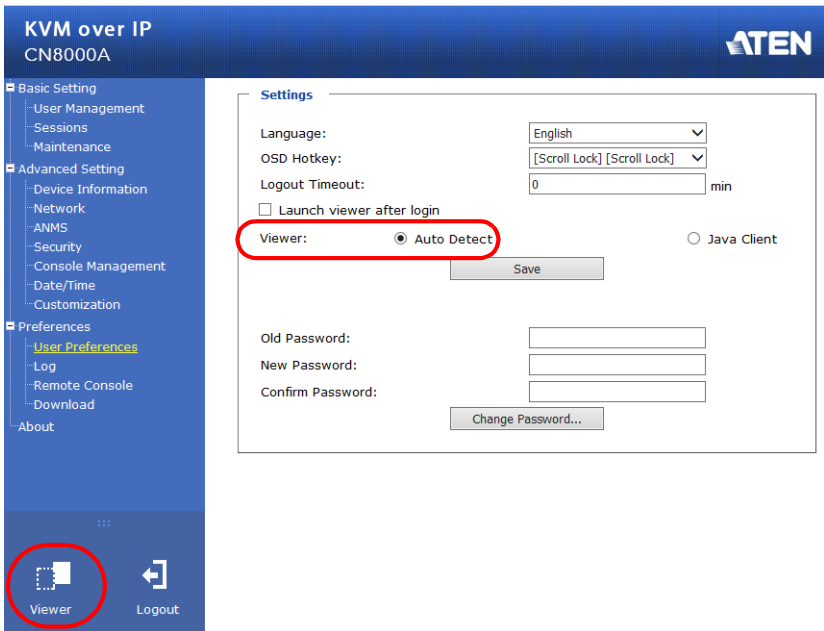 KVM over IP
CN8000A
ATEN
Basic Setting
User Management
Sessions
Maintenance
Advanced Setting
Device Information
Network
ANMS
Security
Console Management
Date/Time
Customization
Preferences
User Preferences
Log
Remote Console
Download
About
Viewer
Logout
Settings
Language: English
OSD Hotkey: [Scroll Lock] [Scroll Lock]
Logout Timeout: 0 min
Launch viewer after login
Viewer: Auto Detect Java Client
Save
Old Password:
New Password:
Confirm Password:
Change Password...